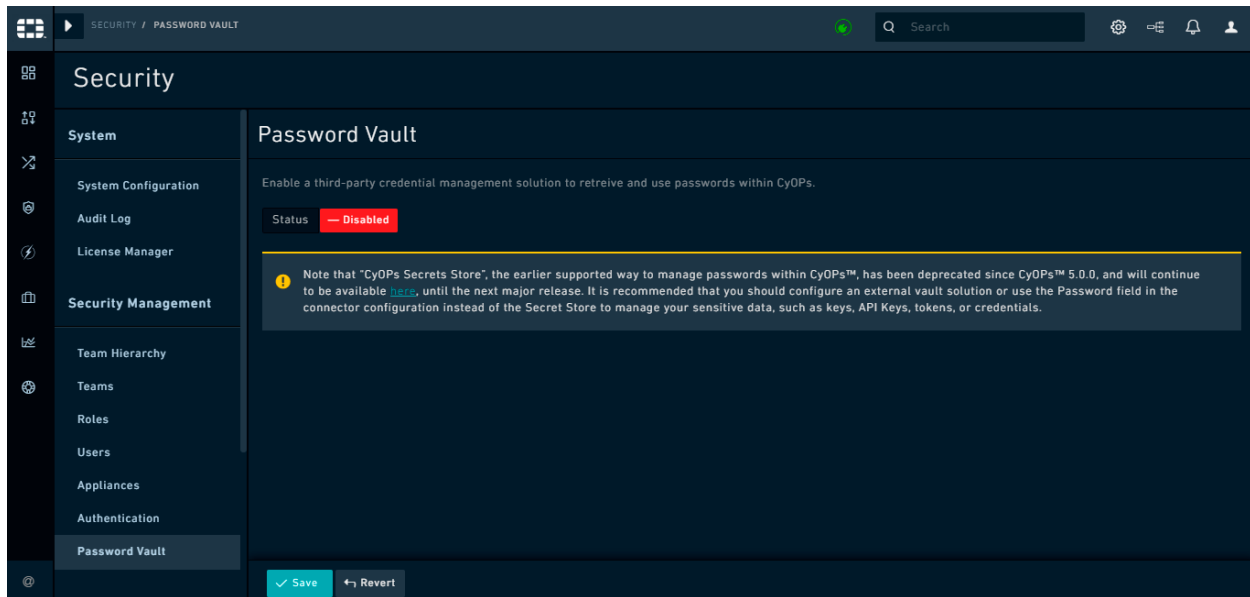 SECURITY / PASSWORD VAULT
Search
Security
System
System Configuration
Audit Log
License Manager
Security Management
Team Hierarchy
Teams
Roles
Users
Appliances
Authentication
Password Vault
@
Password Vault
Enable a third-party credential management solution to retreive and use passwords within CyOPs.
Status — Disabled
Note that "CyOPs Secrets Store", the earlier supported way to manage passwords within CyOPs™, has been deprecated since CyOPs™ 5.0.0, and will continue
to be available here, until the next major release. It is recommended that you should configure an external vault solution or use the Password field in the
connector configuration instead of the Secret Store to manage your sensitive data, such as keys, API Keys, tokens, or credentials.
Save Revert